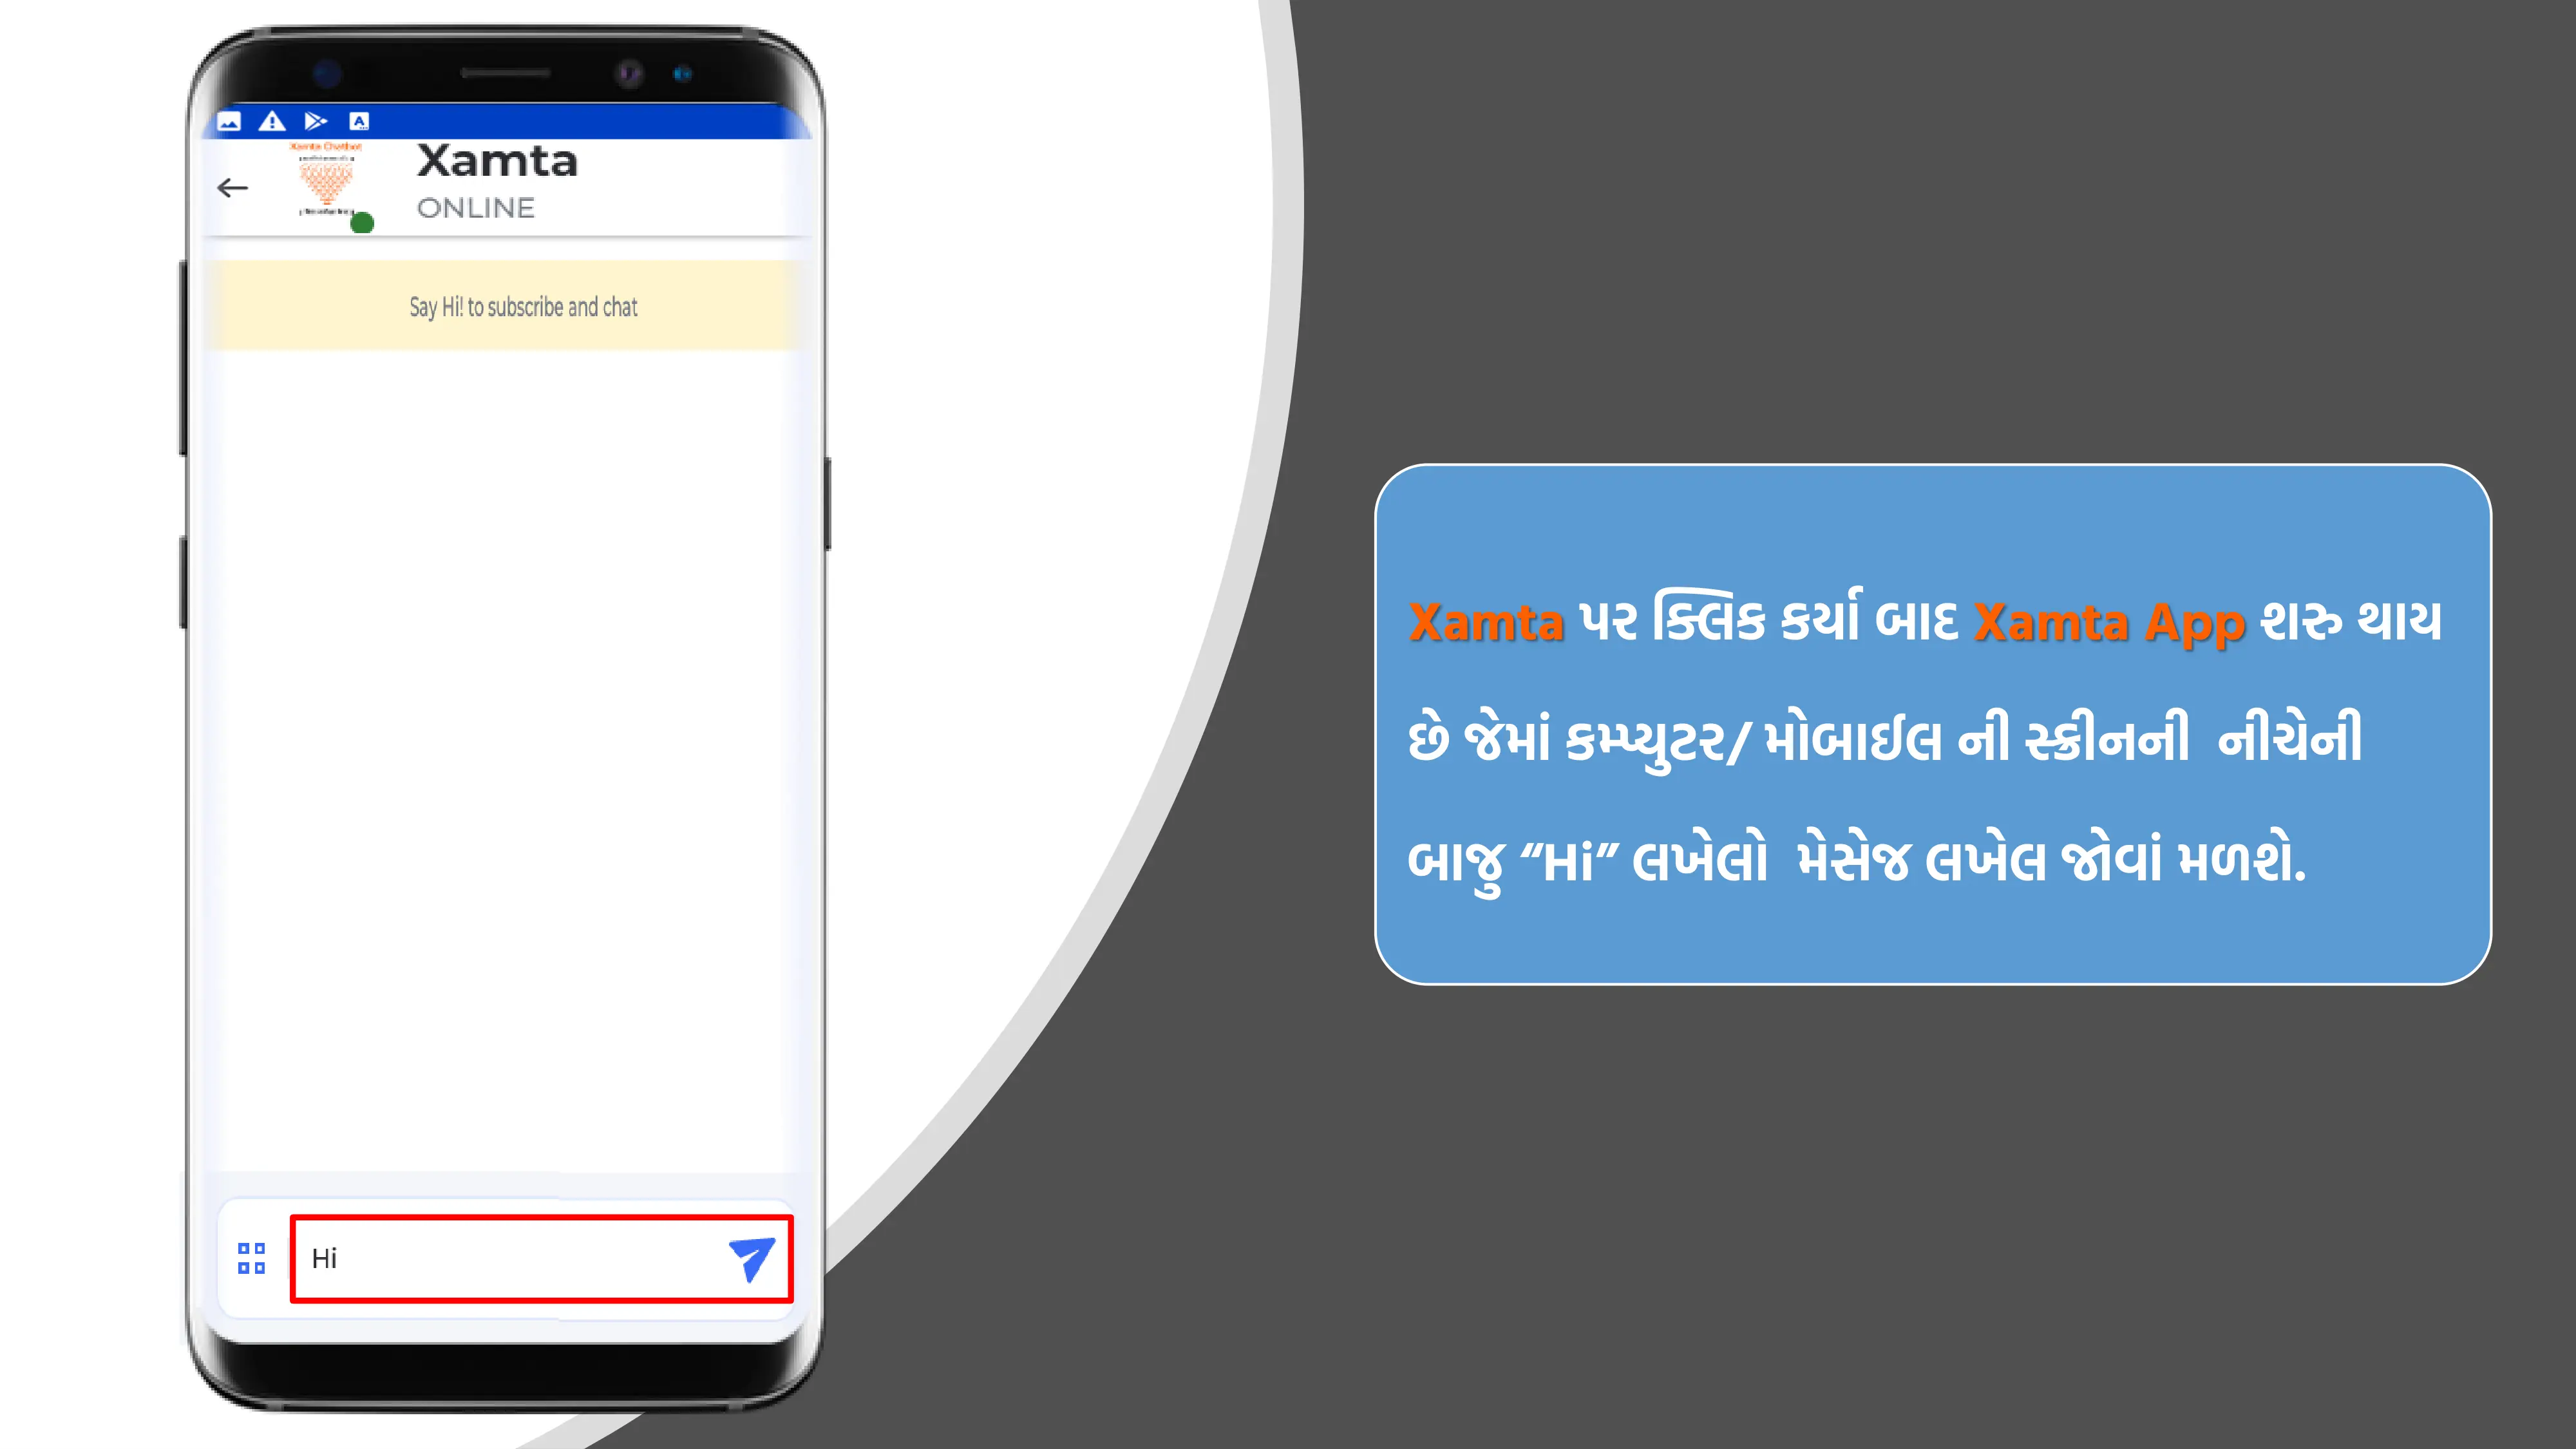 Xamta Chatbot
Xamta
ONLINE
Say Hi! to subscribe and chat
Hi
Xamta પર ક્લિક કર્યા બાદ Xamta App શરુ થાય
છે જેમાં કમ્પ્યુટર/ મોબાઈલ ની સ્ક્રીનની  નીચેની
બાજુ “Hi” લખેલો  મેસેજ લખેલ જોવાં મળશે.